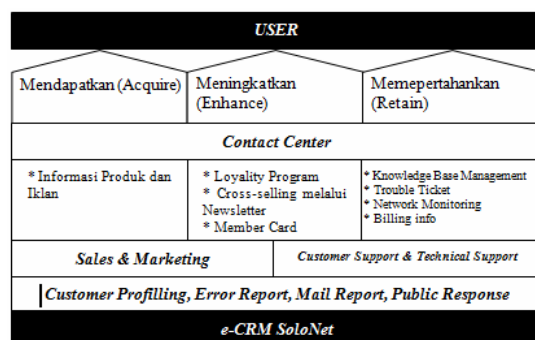 USER
Mendapatkan (Acquire)
Meningkatkan
(Enhance)
Memepertahankan
(Retain)
Contact Center
* Informasi Produk dan
Iklan
* Loyality Program
* Cross-selling melalui
Newsletter
* Member Card
* Knowledge Base Management
* Trouble Ticket
* Network Monitoring
* Billing info
Sales & Marketing
Customer Support & Technical Support
Customer Profilling, Error Report, Mail Report, Public Response
e-CRM SoloNet